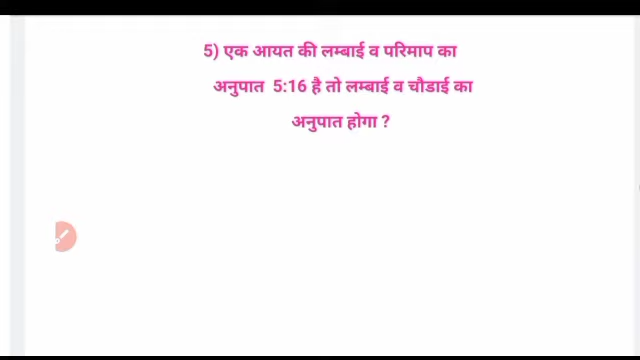 5) एक आयत की लम्बाई व परिमाप का
अनुपात 5:16 है तो लम्बाई व चौडाई का
अनुपात होगा ?